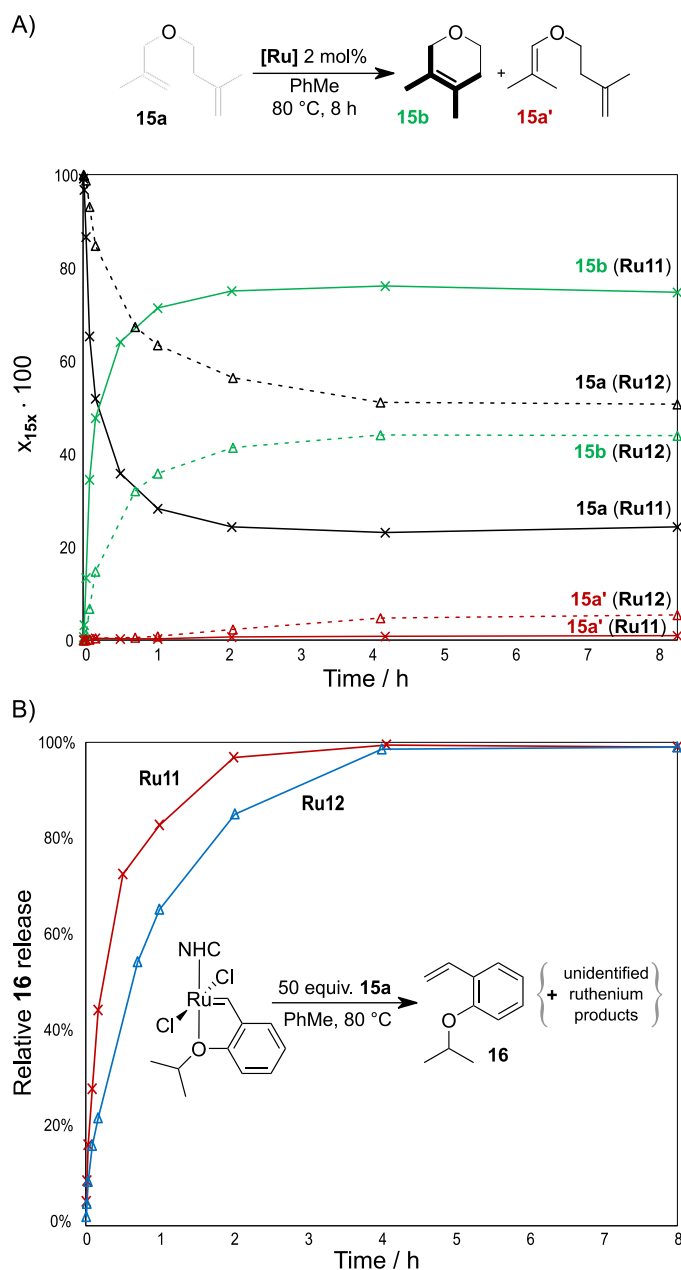 A)
O
O
O
[Ru] 2 mol%
PhMe
80 °C, 8 h
+
15a
15b
15a'
100
80
60
40
20
0
x15x · 100
15b (Ru11)
15a (Ru12)
15b (Ru12)
15a (Ru11)
15a' (Ru12)
15a' (Ru11)
0 1 2 3 4 5 6 7 8
Time / h
B)
100%
80%
60%
40%
20%
0%
Relative 16 release
Ru11
Ru12
NHC
Cl
Ru
Cl
O
50 equiv. 15a
PhMe, 80 °C
O
16
+
unidentified
ruthenium
products
0 1 2 3 4 5 6 7 8
Time / h